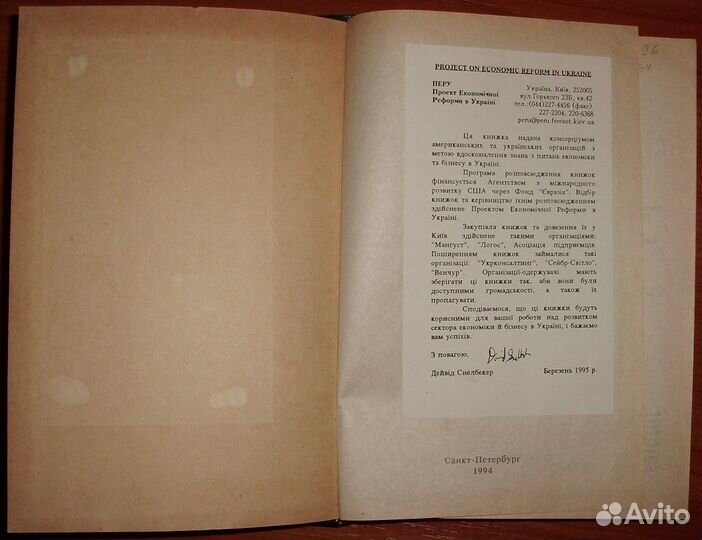 PROJECT ON ECONOMIC REFORM IN UKRAINE
ПЕРУ
Проект Економічної
Реформи в Україні
Україна, Київ, 252005
вул.Горького 23Б, кв.42
тел.:(044)227-4456 (факс)
227-2204, 220-6368
peru@peru.freenet.kiev.ua
Ця книжка надана консорціумом
американських та українських організацій з
метою вдосконалення знань з питань економіки
та бізнесу в Україні.
Програма розповсюдження книжок
фінансується Агентством з міжнародного
розвитку США через Фонд "Євразія". Відбір
книжок та керівництво їхнім розповсюдженням
здійснене Проектом Економічної Реформи в
Україні.
Закупівля книжок та довезення їх у
Київ здійснене такими організаціями:
"Мангуст", "Логос", Асоціація підприємців.
Поширенням книжок займалися такі
організації: "Укрконсалтинг", "Сейбр-Світло",
"Венчур". Організації-одержувачі мають
зберігати ці книжки так, аби вони були
доступними громадськості, а також їх
пропагувати.
Сподіваємося, що ці книжки будуть
корисними для вашої роботи над розвитком
сектора економіки й бізнесу в Україні, і бажаємо
вам успіхів.
З повагою,
Дейвід Снелбекер Березень 1995 р.
Санкт-Петербург
1994
26
Avito